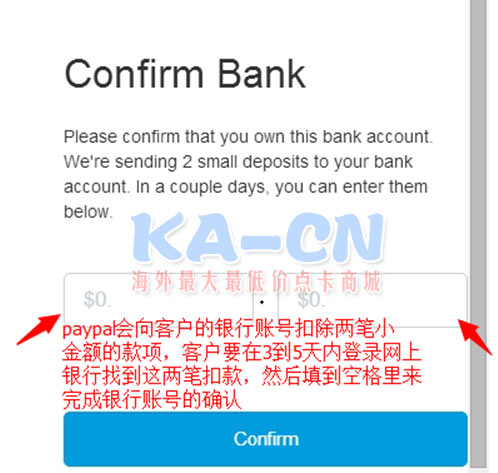 Confirm Bank
Please confirm that you own this bank account.
We're sending 2 small deposits to your bank
account. In a couple days, you can enter them
below.
KA-CN
海外最大最低价点卡商城
$0. $0.
paypal会向客户的银行账号扣除两笔小
金额的款项，客户要在3到5天内登录网上
银行找到这两笔扣款，然后填到空格里来
完成银行账号的确认
Confirm